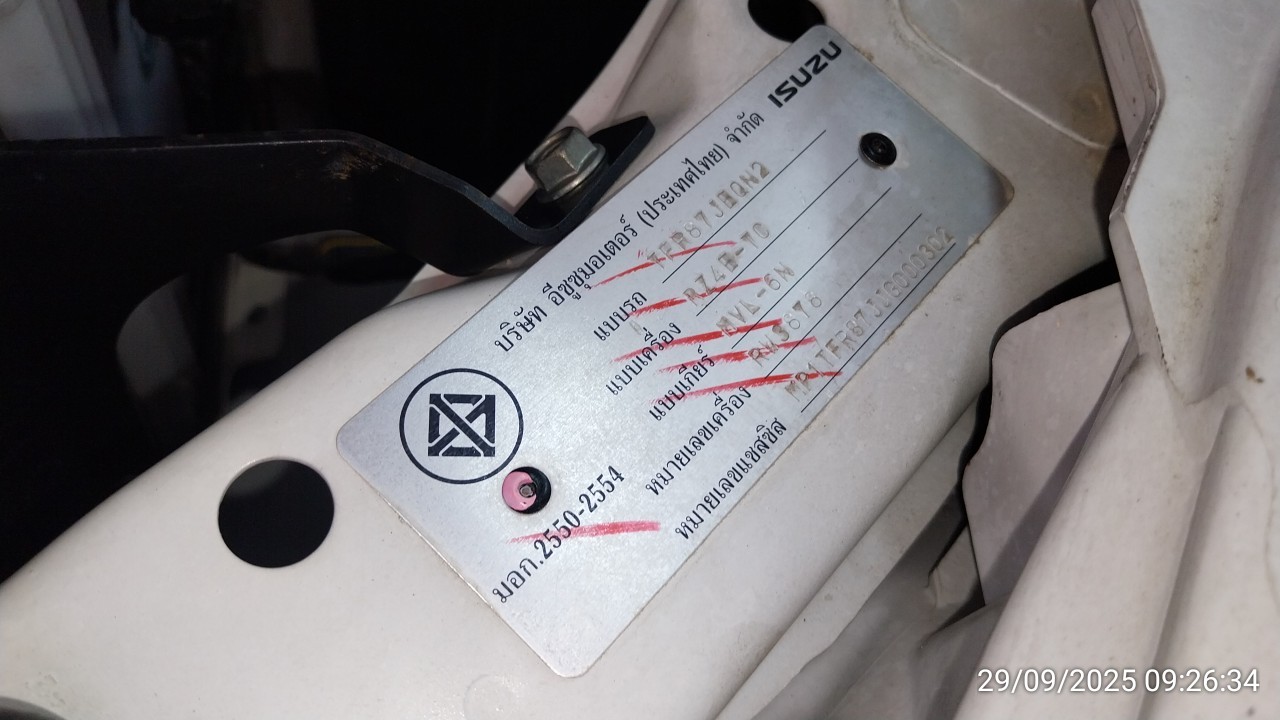 ISUZU
บริษัท อีซูซุมอเตอร์ (ประเทศไทย) จำกัด
แบบรถ TFR87JEQN2
แบบเครื่อง RZ4E-TC
แบบเกียร์ MVL-6N
หมายเลขเครื่อง
หมายเลขแชสซิส
มอก.2550-2554
29/09/2025 09:26:34